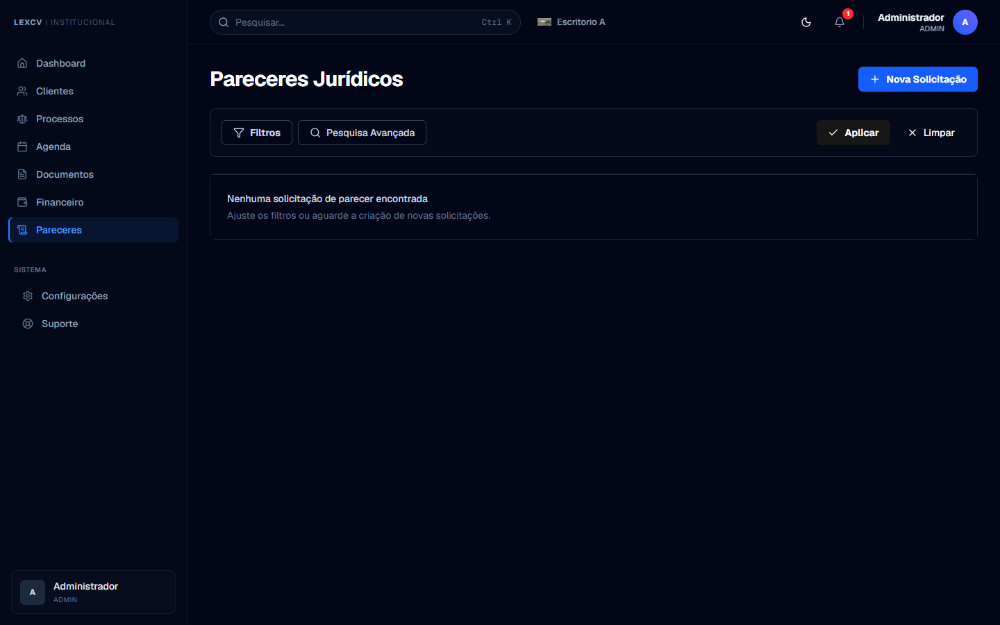 LEXCV | INSTITUCIONAL
Dashboard
Clientes
Processos
Agenda
Documentos
Financeiro
Pareceres
SISTEMA
Configurações
Suporte
A
Administrador
ADMIN
Pesquisar...
Ctrl K
Escritorio A
1
Administrador
ADMIN
A
Pareceres Jurídicos
Nova Solicitação
Filtros
Pesquisa Avançada
Aplicar
Limpar
Nenhuma solicitação de parecer encontrada
Ajuste os filtros ou aguarde a criação de novas solicitações.